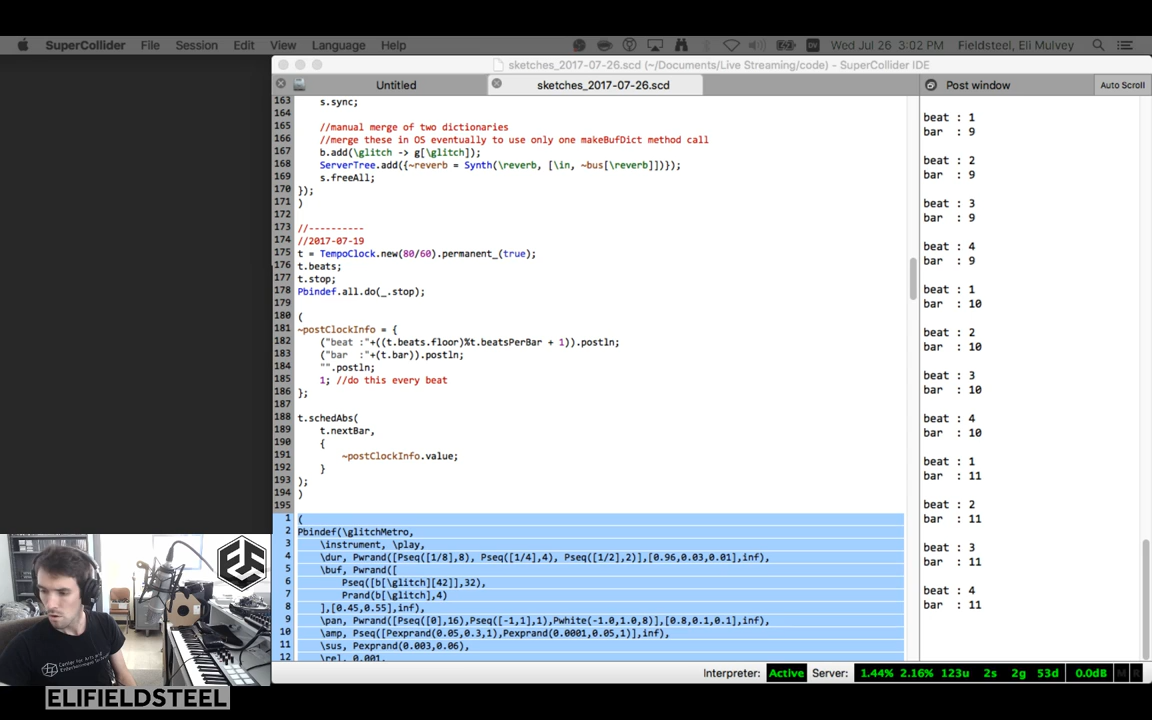 SuperCollider File Session Edit View Language Help Wed Jul 26 3:02 PM Fieldsteel, Eli Mulvey
sketches_2017-07-26.scd (~/Documents/Live Streaming/code) - SuperCollider IDE
Untitled sketches_2017-07-26.scd Post window Auto Scroll
163 s.sync;
164
165 //manual merge of two dictionaries
166 //merge these in OS eventually to use only one makeBufDict method call
167 b.add(\glitch -> g[\glitch]);
168 ServerTree.add({~reverb = Synth(\reverb, [\in, ~bus[\reverb]])});
169 s.freeAll;
170 });
171 )
172
173 //----------
174 //2017-07-19
175 t = TempoClock.new(80/60).permanent_(true);
176 t.beats;
177 t.stop;
178 Pbindef.all.do(_.stop);
179
180 (
181 ~postClockInfo = {
182 ("beat :"+((t.beats.floor)%t.beatsPerBar + 1)).postln;
183 ("bar  :"+(t.bar)).postln;
184 "".postln;
185 1; //do this every beat
186 };
187
188 t.schedAbs(
189 t.nextBar,
190 {
191 ~postClockInfo.value;
192 }
193 );
194 )
195
1 (
2 Pbindef(\glitchMetro,
3 \instrument, \play,
4 \dur, Pwrand([Pseq([1/8],8), Pseq([1/4],4), Pseq([1/2],2)],[0.96,0.03,0.01],inf),
5 \buf, Pwrand([
6 Pseq([b[\glitch][42]],32),
7 Prand(b[\glitch],4)
8 ],[0.45,0.55],inf),
9 \pan, Pwrand([Pseq([0],16),Pseq([-1,1],1),Pwhite(-1.0,1.0,8)],[0.8,0.1,0.1],inf),
10 \amp, Pseq([Pexprand(0.05,0.3,1),Pexprand(0.0001,0.05,1)],inf),
11 \sus, Pexprand(0.003,0.06),
12 \rel, 0.001,
beat : 1
bar  : 9
beat : 2
bar  : 9
beat : 3
bar  : 9
beat : 4
bar  : 9
beat : 1
bar  : 10
beat : 2
bar  : 10
beat : 3
bar  : 10
beat : 4
bar  : 10
beat : 1
bar  : 11
beat : 2
bar  : 11
beat : 3
bar  : 11
beat : 4
bar  : 11
Interpreter: Active Server: 1.44% 2.16% 123u 2s 2g 53d 0.0dB M R
ELIFIELDSTEEL